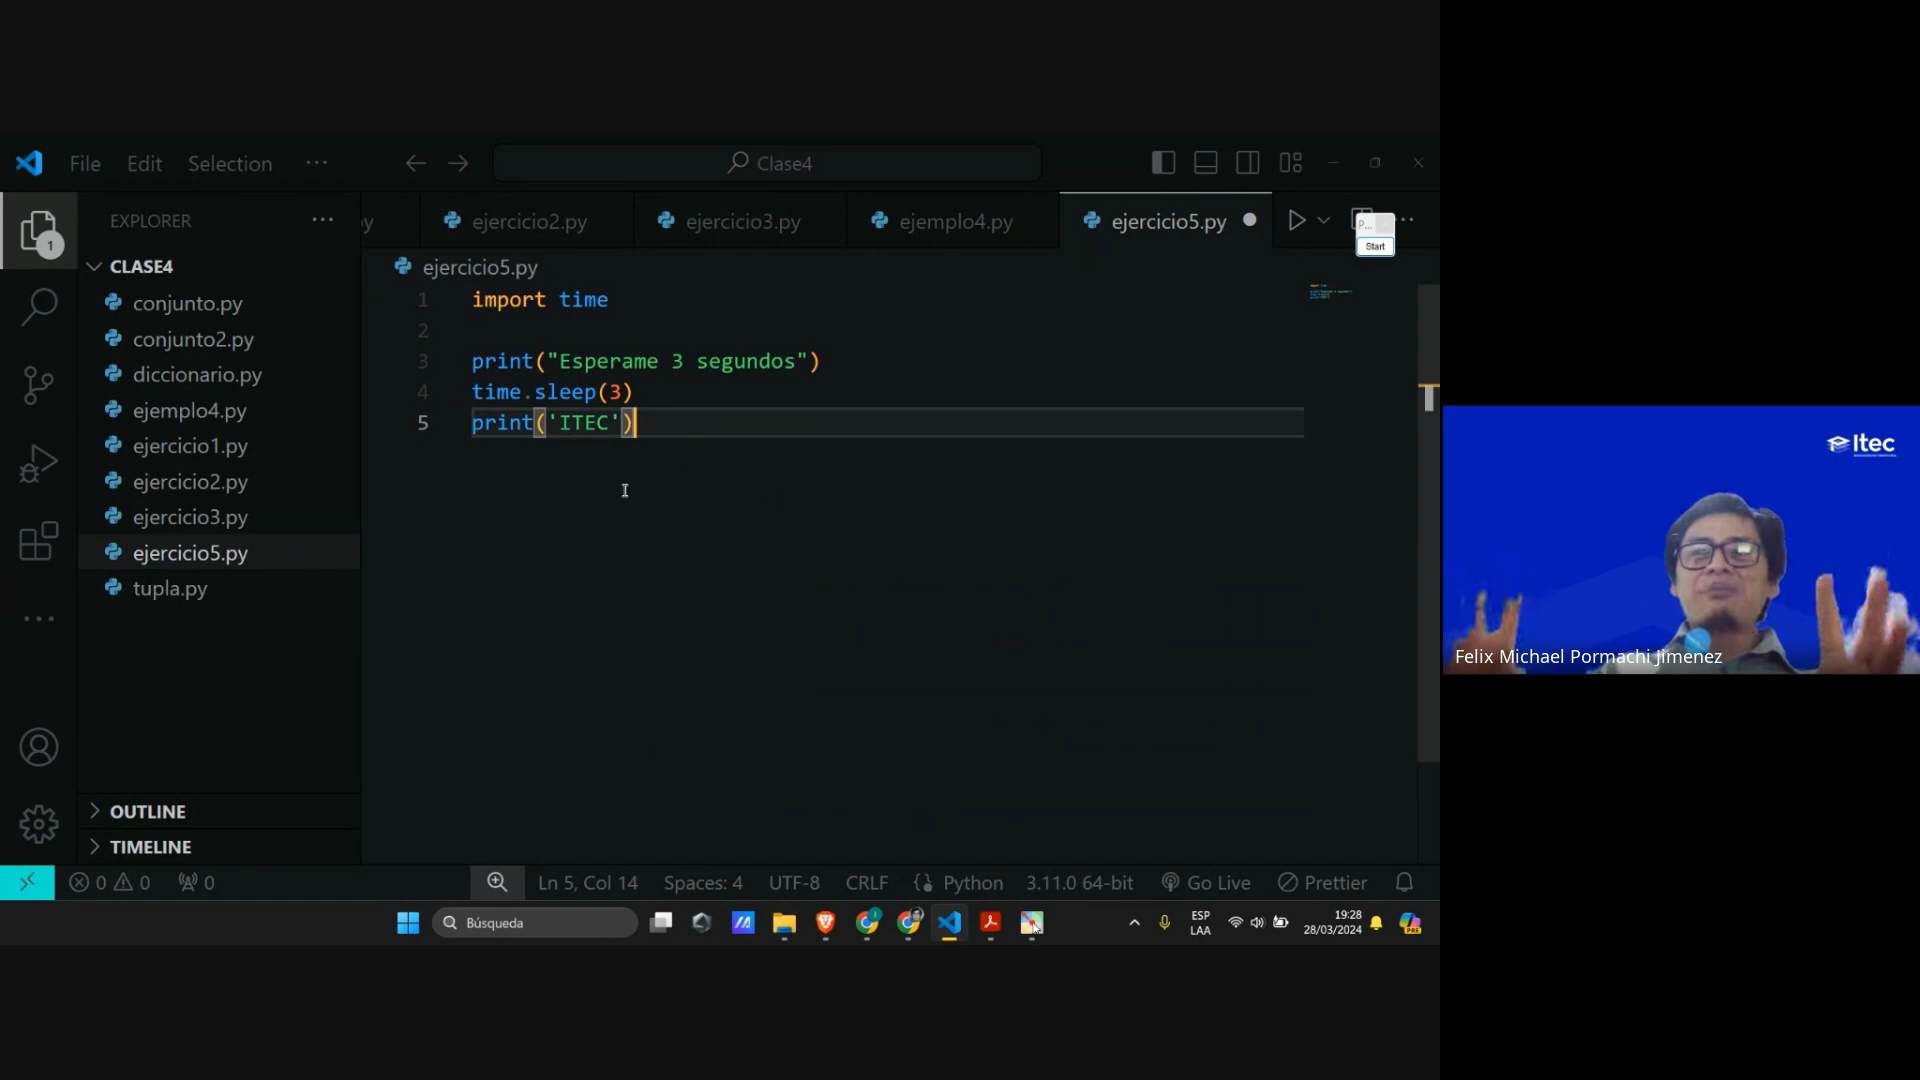 File Edit Selection ··· Clase4
EXPLORER ···
py ejercicio2.py ejercicio3.py ejemplo4.py ejercicio5.py
P...
Start
1
CLASE4
conjunto.py
conjunto2.py
diccionario.py
ejemplo4.py
ejercicio1.py
ejercicio2.py
ejercicio3.py
ejercicio5.py
tupla.py
OUTLINE
TIMELINE
ejercicio5.py
1 import time
2
3 print("Esperame 3 segundos")
4 time.sleep(3)
5 print('ITEC')
0 0 0 Ln 5, Col 14 Spaces: 4 UTF-8 CRLF Python 3.11.0 64-bit Go Live Prettier
Búsqueda
ESP
LAA
19:28
28/03/2024
PRE
Itec
Felix Michael Pormachi Jimenez